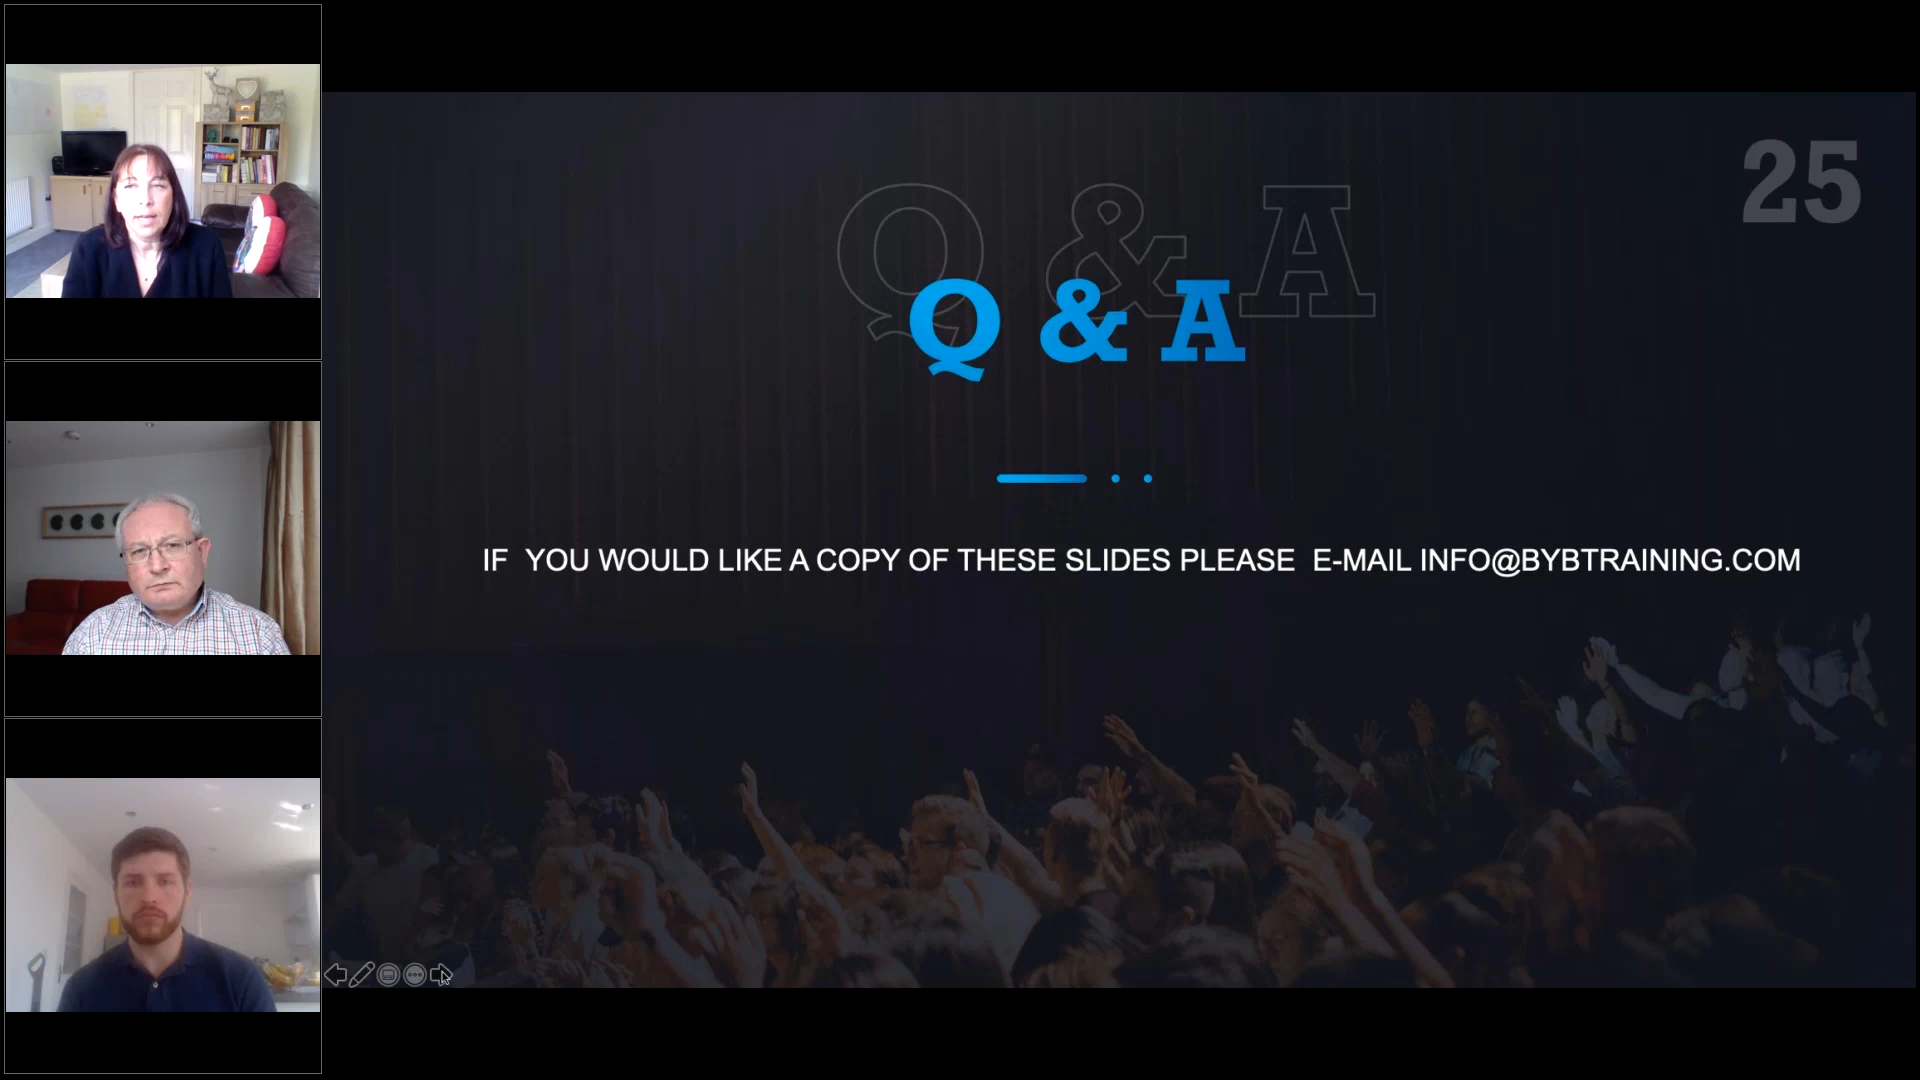 25
Q & A
Q & A
IF YOU WOULD LIKE A COPY OF THESE SLIDES PLEASE E-MAIL INFO@BYBTRAINING.COM